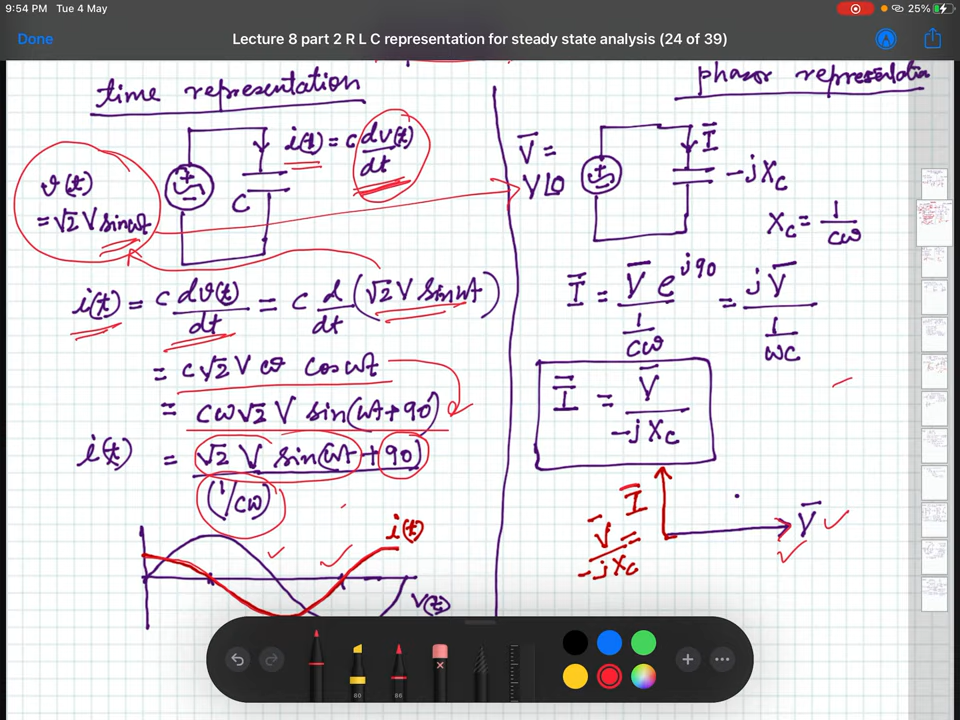 9:54 PM Tue 4 May
25%
Done
Lecture 8 part 2 R L C representation for steady state analysis (24 of 39)
time representation
phasor representation
i(t) = c dv(t)/dt
v(t)
= √2 V sinωt
C
V̄ =
V∠0
Ī
-jXc
Xc = 1/cω
i(t) = c dv(t)/dt = c d/dt (√2 V sinωt)
= c√2 V ω cosωt
= cω√2 V sin(ωt+90)
i(t) = √2 V sin(ωt+90)/(1/cω)
Ī = V̄ e^j90/(1/cω) = jV̄/(1/ωc)
Ī = V̄/-jXc
i(t)
v(t)
Ī
= V̄/-jXc
V̄
80
86